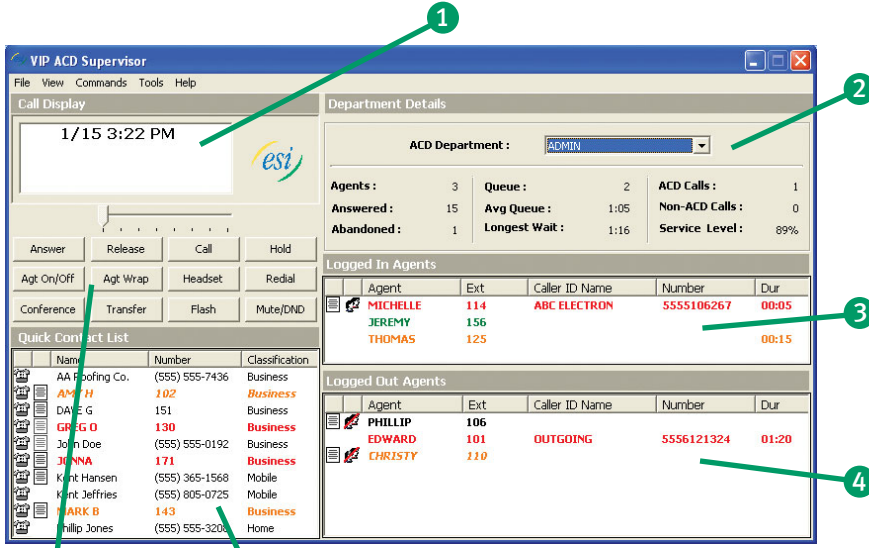 1
VIP ACD Supervisor
File View Commands Tools Help
Call Display
1/15 3:22 PM
esi
Answer Release Call Hold
Agt On/Off Agt Wrap Headset Redial
Conference Transfer Flash Mute/DND
Quick Contact List
Name Number Classification
AA Roofing Co. (555) 555-7436 Business
AMY H 102 Business
DAVE G 151 Business
GREG O 130 Business
John Doe (555) 555-0192 Business
JONNA 171 Business
Kent Hansen (555) 365-1568 Mobile
Kent Jeffries (555) 805-0725 Mobile
MARK B 143 Business
Phillip Jones (555) 555-3208 Home
Department Details
2
ACD Department : ADMIN
Agents : 3 Queue : 2 ACD Calls : 1
Answered : 15 Avg Queue : 1:05 Non-ACD Calls : 0
Abandoned : 1 Longest Wait : 1:16 Service Level : 89%
Logged In Agents
Agent Ext Caller ID Name Number Dur
MICHELLE 114 ABC ELECTRON 5555106267 00:05
3
JEREMY 156
THOMAS 125 00:15
Logged Out Agents
Agent Ext Caller ID Name Number Dur
PHILLIP 106
EDWARD 101 OUTGOING 5556121324 01:20
CHRISTY 110
4